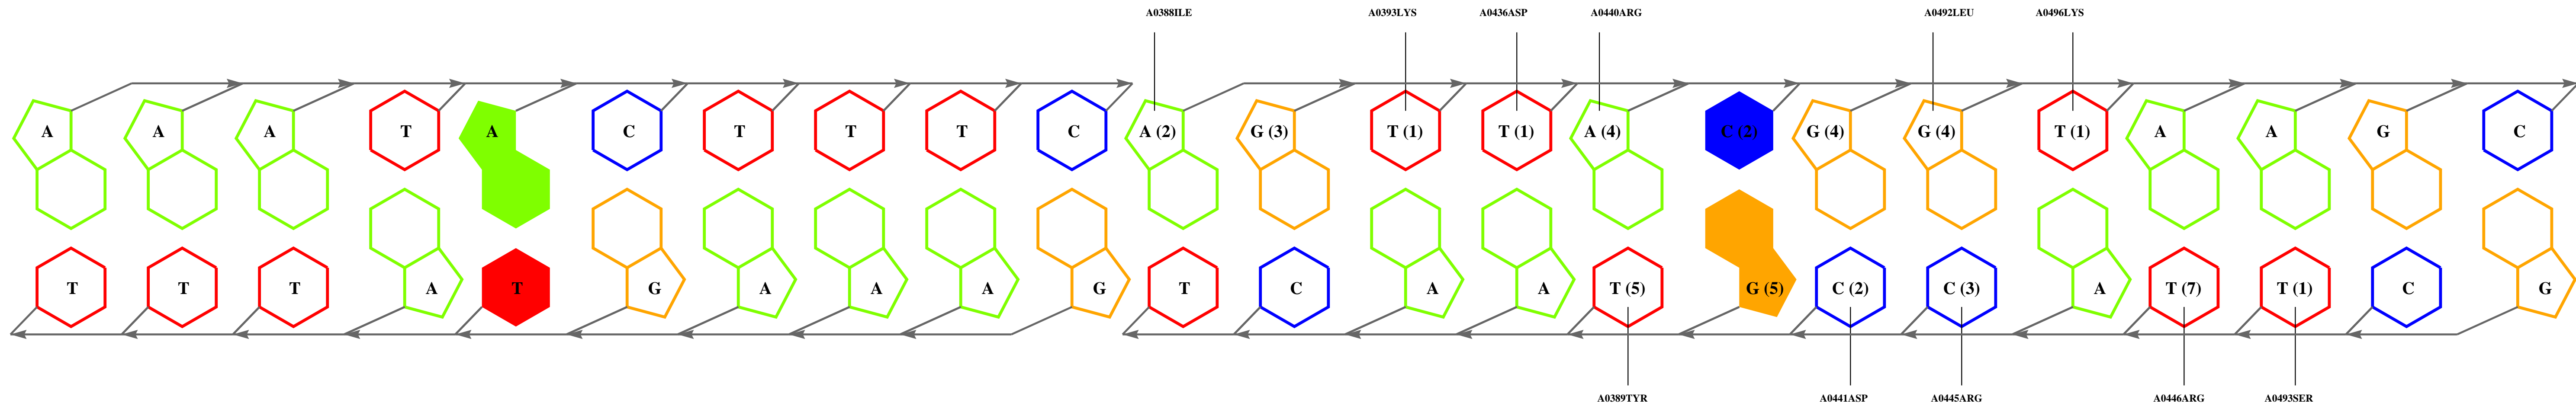 A0388ILE A0393LYS A0436ASP A0440ARG A0492LEU A0496LYS
A A A T A C T T T C A (2) G (3) T (1) T (1) A (4) C (2) G (4) G (4) T (1) A A G C
T T T A T G A A A G T C A A T (5) G (5) C (2) C (3) A T (7) T (1) C G
A0389TYR A0441ASP A0445ARG A0446ARG A0493SER